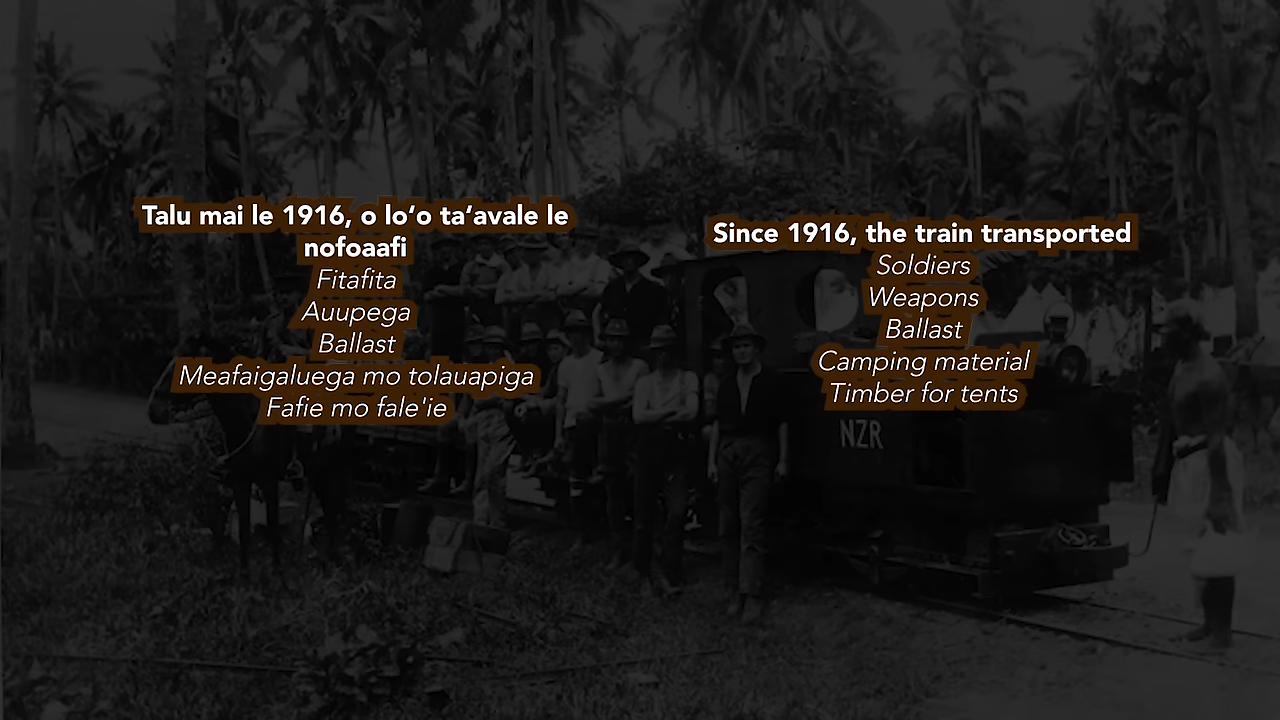 Talu mai le 1916, o lo‘o ta‘avale le
nofoaafi
Fitafita
Auupega
Ballast
Meafaigaluega mo tolauapiga
Fafie mo fale'ie
Since 1916, the train transported
Soldiers
Weapons
Ballast
Camping material
Timber for tents
NZR